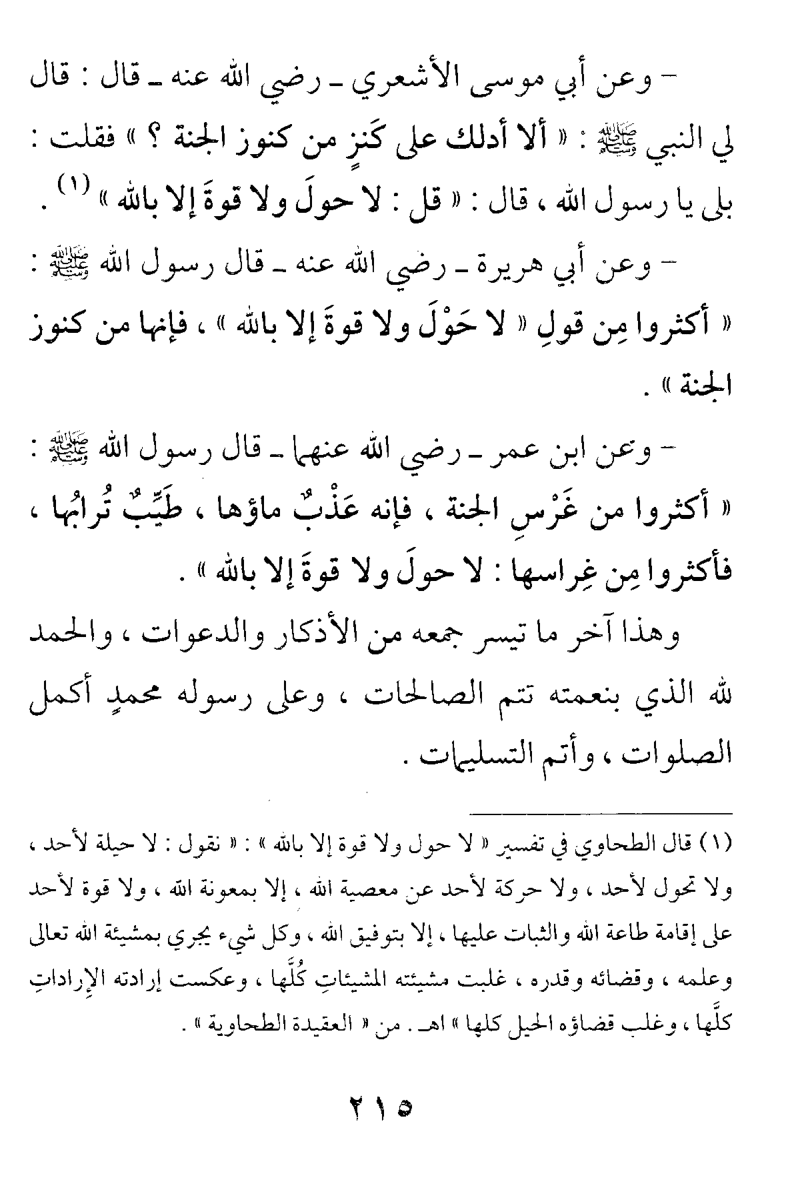 – وعن أبي موسى الأشعري ـ رضي الله عنه ـ قال : قال
لي النبي ﷺ : « ألا أدلك على كَنزٍ من كنوز الجنة ؟ » فقلت :
بلى يا رسول الله ، قال : « قل : لا حولَ ولا قوةَ إلا بالله » (١) .
– وعن أبي هريرة ـ رضي الله عنه ـ قال رسول الله ﷺ :
« أكثروا مِن قولِ « لا حَوْلَ ولا قوةَ إلا بالله » ، فإنها من كنوز
الجنة » .
– وعن ابن عمر ـ رضي الله عنهما ـ قال رسول الله ﷺ :
« أكثروا من غَرْسِ الجنة ، فإنه عَذْبٌ ماؤها ، طَيِّبٌ تُرابُها ،
فأكثروا مِن غِراسها : لا حولَ ولا قوةَ إلا بالله » .
وهذا آخر ما تيسر جمعه من الأذكار والدعوات ، والحمد
لله الذي بنعمته تتم الصالحات ، وعلى رسوله محمدٍ أكمل
الصلوات ، وأتم التسليمات .
(١) قال الطحاوي في تفسير « لا حول ولا قوة إلا بالله » : « نقول : لا حيلة لأحد ،
ولا تحول لأحد ، ولا حركة لأحد عن معصية الله ، إلا بمعونة الله ، ولا قوة لأحد
على إقامة طاعة الله والثبات عليها ، إلا بتوفيق الله ، وكل شيء يجري بمشيئة الله تعالى
وعلمه ، وقضائه وقدره ، غلبت مشيئته المشيئاتِ كُلَّها ، وعكست إرادته الإِراداتِ
كلَّها ، وغلب قضاؤه الحيل كلها » اهـ . من « العقيدة الطحاوية » .
٢١٥